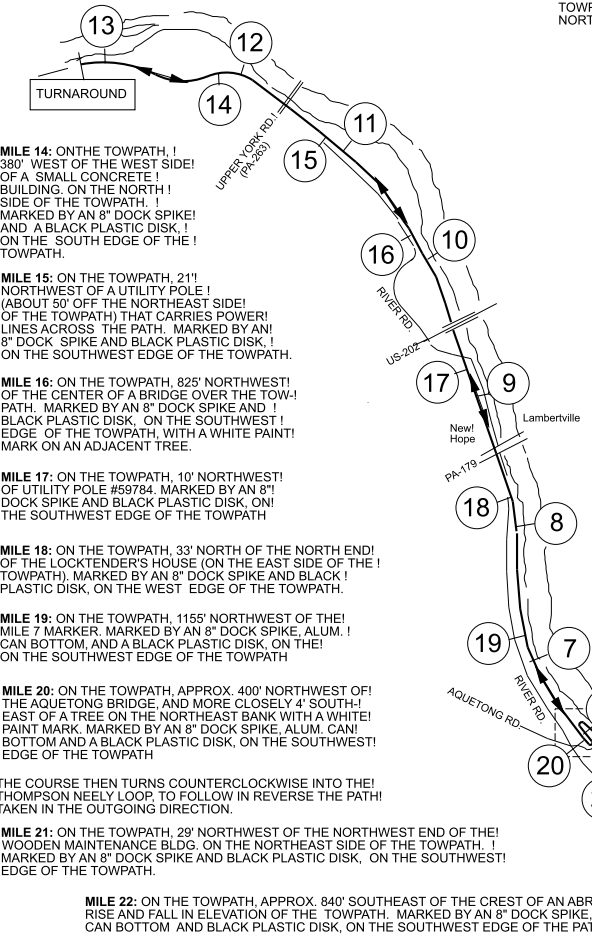 TOWP
NORT
13
12
TURNAROUND
14
11
UPPER YORK RD.!
(PA-263)
15
MILE 14: ONTHE TOWPATH, !
380' WEST OF THE WEST SIDE!
OF A SMALL CONCRETE !
BUILDING. ON THE NORTH !
SIDE OF THE TOWPATH. !
MARKED BY AN 8" DOCK SPIKE!
AND A BLACK PLASTIC DISK, !
ON THE SOUTH EDGE OF THE !
TOWPATH.
10
16
MILE 15: ON THE TOWPATH, 21'!
NORTHWEST OF A UTILITY POLE !
(ABOUT 50' OFF THE NORTHEAST SIDE!
OF THE TOWPATH) THAT CARRIES POWER!
LINES ACROSS THE PATH. MARKED BY AN!
8" DOCK SPIKE AND BLACK PLASTIC DISK, !
ON THE SOUTHWEST EDGE OF THE TOWPATH.
RIVER RD.
US-202
17
9
MILE 16: ON THE TOWPATH, 825' NORTHWEST!
OF THE CENTER OF A BRIDGE OVER THE TOW-!
PATH. MARKED BY AN 8" DOCK SPIKE AND !
BLACK PLASTIC DISK, ON THE SOUTHWEST !
EDGE OF THE TOWPATH, WITH A WHITE PAINT!
MARK ON AN ADJACENT TREE.
Lambertville
New!
Hope
PA-179
MILE 17: ON THE TOWPATH, 10' NORTHWEST!
OF UTILITY POLE #59784. MARKED BY AN 8"!
DOCK SPIKE AND BLACK PLASTIC DISK, ON!
THE SOUTHWEST EDGE OF THE TOWPATH
18
8
MILE 18: ON THE TOWPATH, 33' NORTH OF THE NORTH END!
OF THE LOCKTENDER'S HOUSE (ON THE EAST SIDE OF THE !
TOWPATH). MARKED BY AN 8" DOCK SPIKE AND BLACK !
PLASTIC DISK, ON THE WEST EDGE OF THE TOWPATH.
MILE 19: ON THE TOWPATH, 1155' NORTHWEST OF THE!
MILE 7 MARKER. MARKED BY AN 8" DOCK SPIKE, ALUM. !
CAN BOTTOM, AND A BLACK PLASTIC DISK, ON THE!
ON THE SOUTHWEST EDGE OF THE TOWPATH
19
7
RIVER RD.
AQUETONG RD.
20
MILE 20: ON THE TOWPATH, APPROX. 400' NORTHWEST OF!
THE AQUETONG BRIDGE, AND MORE CLOSELY 4' SOUTH-!
EAST OF A TREE ON THE NORTHEAST BANK WITH A WHITE!
PAINT MARK. MARKED BY AN 8" DOCK SPIKE, ALUM. CAN!
BOTTOM AND A BLACK PLASTIC DISK, ON THE SOUTHWEST!
EDGE OF THE TOWPATH
THE COURSE THEN TURNS COUNTERCLOCKWISE INTO THE!
THOMPSON NEELY LOOP, TO FOLLOW IN REVERSE THE PATH!
TAKEN IN THE OUTGOING DIRECTION.
MILE 21: ON THE TOWPATH, 29' NORTHWEST OF THE NORTHWEST END OF THE!
WOODEN MAINTENANCE BLDG. ON THE NORTHEAST SIDE OF THE TOWPATH. !
MARKED BY AN 8" DOCK SPIKE AND BLACK PLASTIC DISK, ON THE SOUTHWEST!
EDGE OF THE TOWPATH.
MILE 22: ON THE TOWPATH, APPROX. 840' SOUTHEAST OF THE CREST OF AN ABR
RISE AND FALL IN ELEVATION OF THE TOWPATH. MARKED BY AN 8" DOCK SPIKE,
CAN BOTTOM AND BLACK PLASTIC DISK, ON THE SOUTHWEST EDGE OF THE PAT